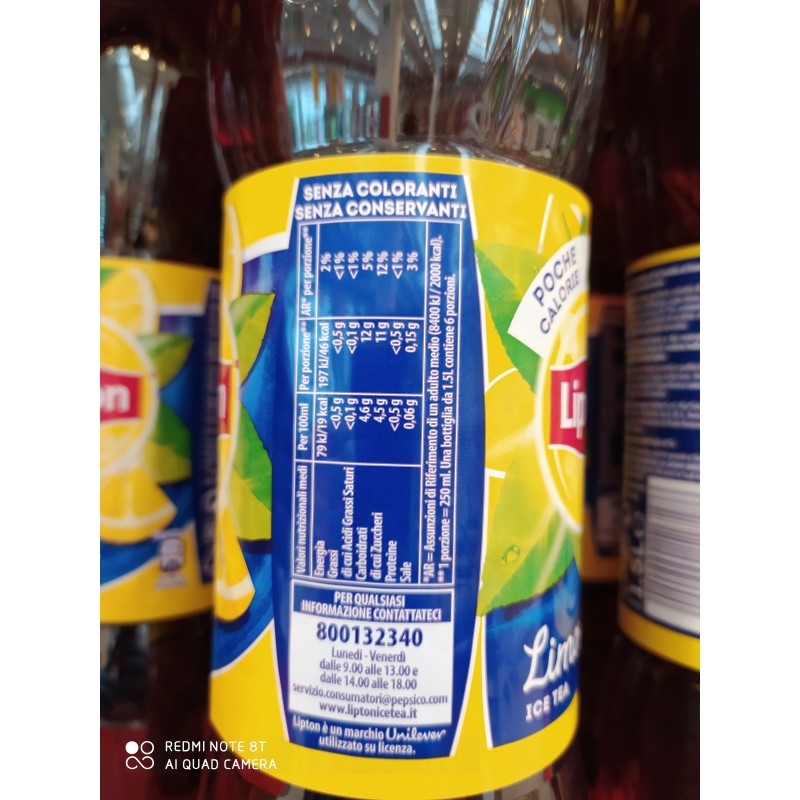 SENZA COLORANTI
SENZA CONSERVANTI
Valori nutrizionali medi Per 100ml Per porzione** AR* per porzione**
Energia 79 kJ/19 kcal 197 kJ/46 kcal 2%
Grassi <0,5 g <0,5 g <1%
di cui Acidi Grassi Saturi <0,1 g <0,1 g <1%
Carboidrati 4,6 g 12 g 5%
di cui Zuccheri 4,5 g 11 g 12%
Proteine <0,5 g <0,5 g <1%
Sale 0,06 g 0,15 g 3%
*AR = Assunzioni di Riferimento di un adulto medio (8400 kJ / 2000 kcal).
** 1 porzione = 250 ml. Una bottiglia da 1.5L contiene 6 porzioni.
PER QUALSIASI
INFORMAZIONE CONTATTATECI
800132340
Lunedì - Venerdì
dalle 9.00 alle 13.00 e
dalle 14.00 alle 18.00
servizio.consumatori@pepsico.com
www.liptonicetea.it
Lipton è un marchio Unilever
utilizzato su licenza.
POCHE
CALORIE
Lip
Limo
ICE TEA
REDMI NOTE 8T
AI QUAD CAMERA